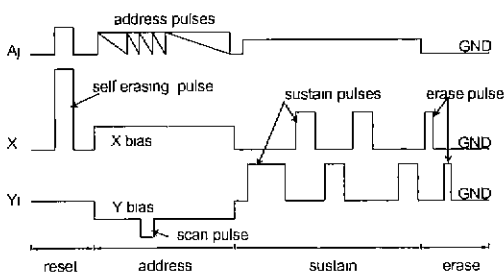 address pulses
Aj
GND
self erasing pulse
sustain pulses
erase pulse
X
X bias
GND
Yi
Y bias
GND
scan pulse
reset
address
sustain
erase